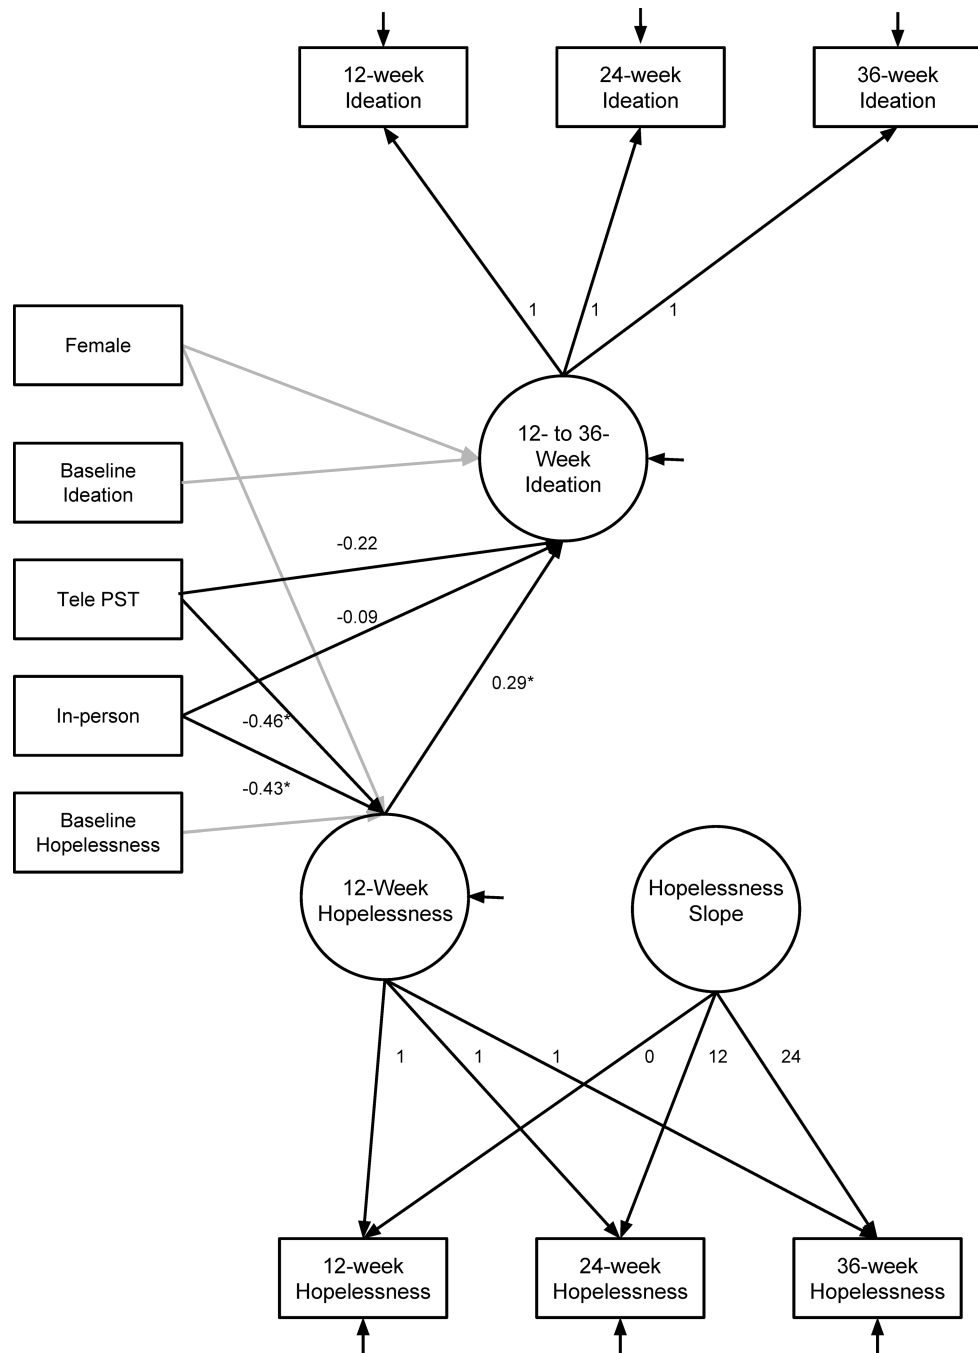 12-week
Ideation
24-week
Ideation
36-week
Ideation
1
1
1
Female
12- to 36-
Week
Ideation
Baseline
Ideation
-0.22
Tele PST
-0.09
0.29*
In-person
-0.46*
-0.43*
Baseline
Hopelessness
12-Week
Hopelessness
Hopelessness
Slope
1
1
1
0
12
24
12-week
Hopelessness
24-week
Hopelessness
36-week
Hopelessness